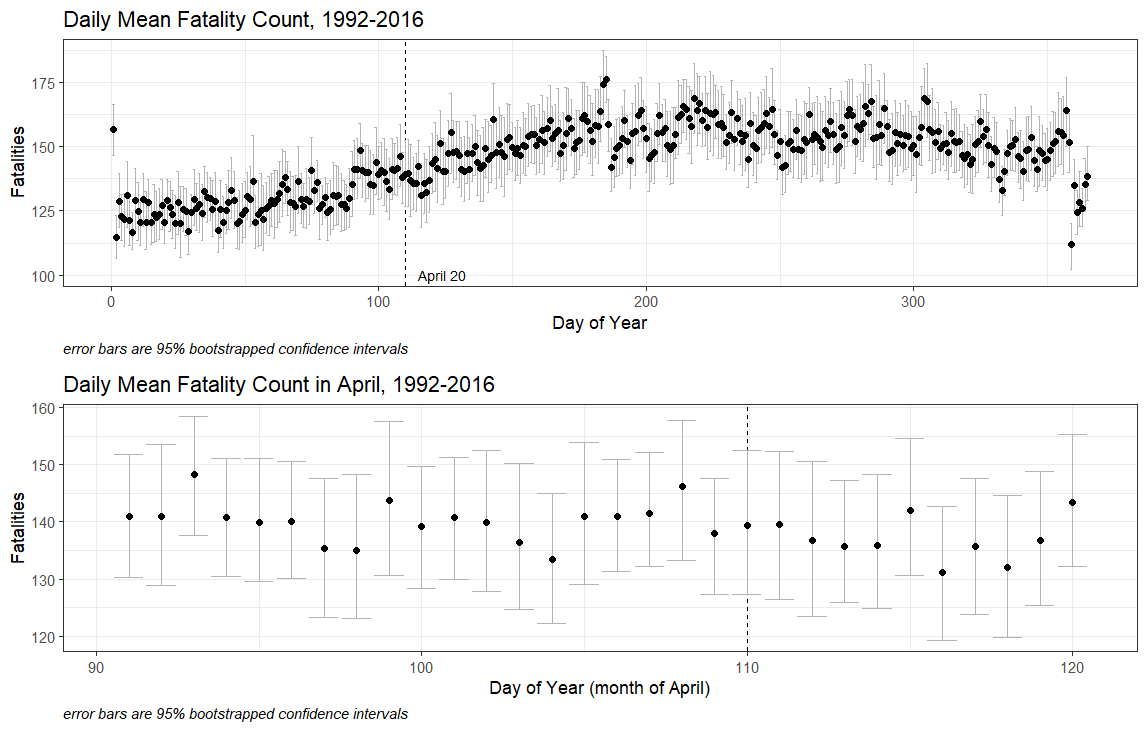 Daily Mean Fatality Count, 1992-2016
Fatalities
175
150
125
100
April 20
0 100 200 300
Day of Year
error bars are 95% bootstrapped confidence intervals
Daily Mean Fatality Count in April, 1992-2016
Fatalities
160
150
140
130
120
90 100 110 120
Day of Year (month of April)
error bars are 95% bootstrapped confidence intervals